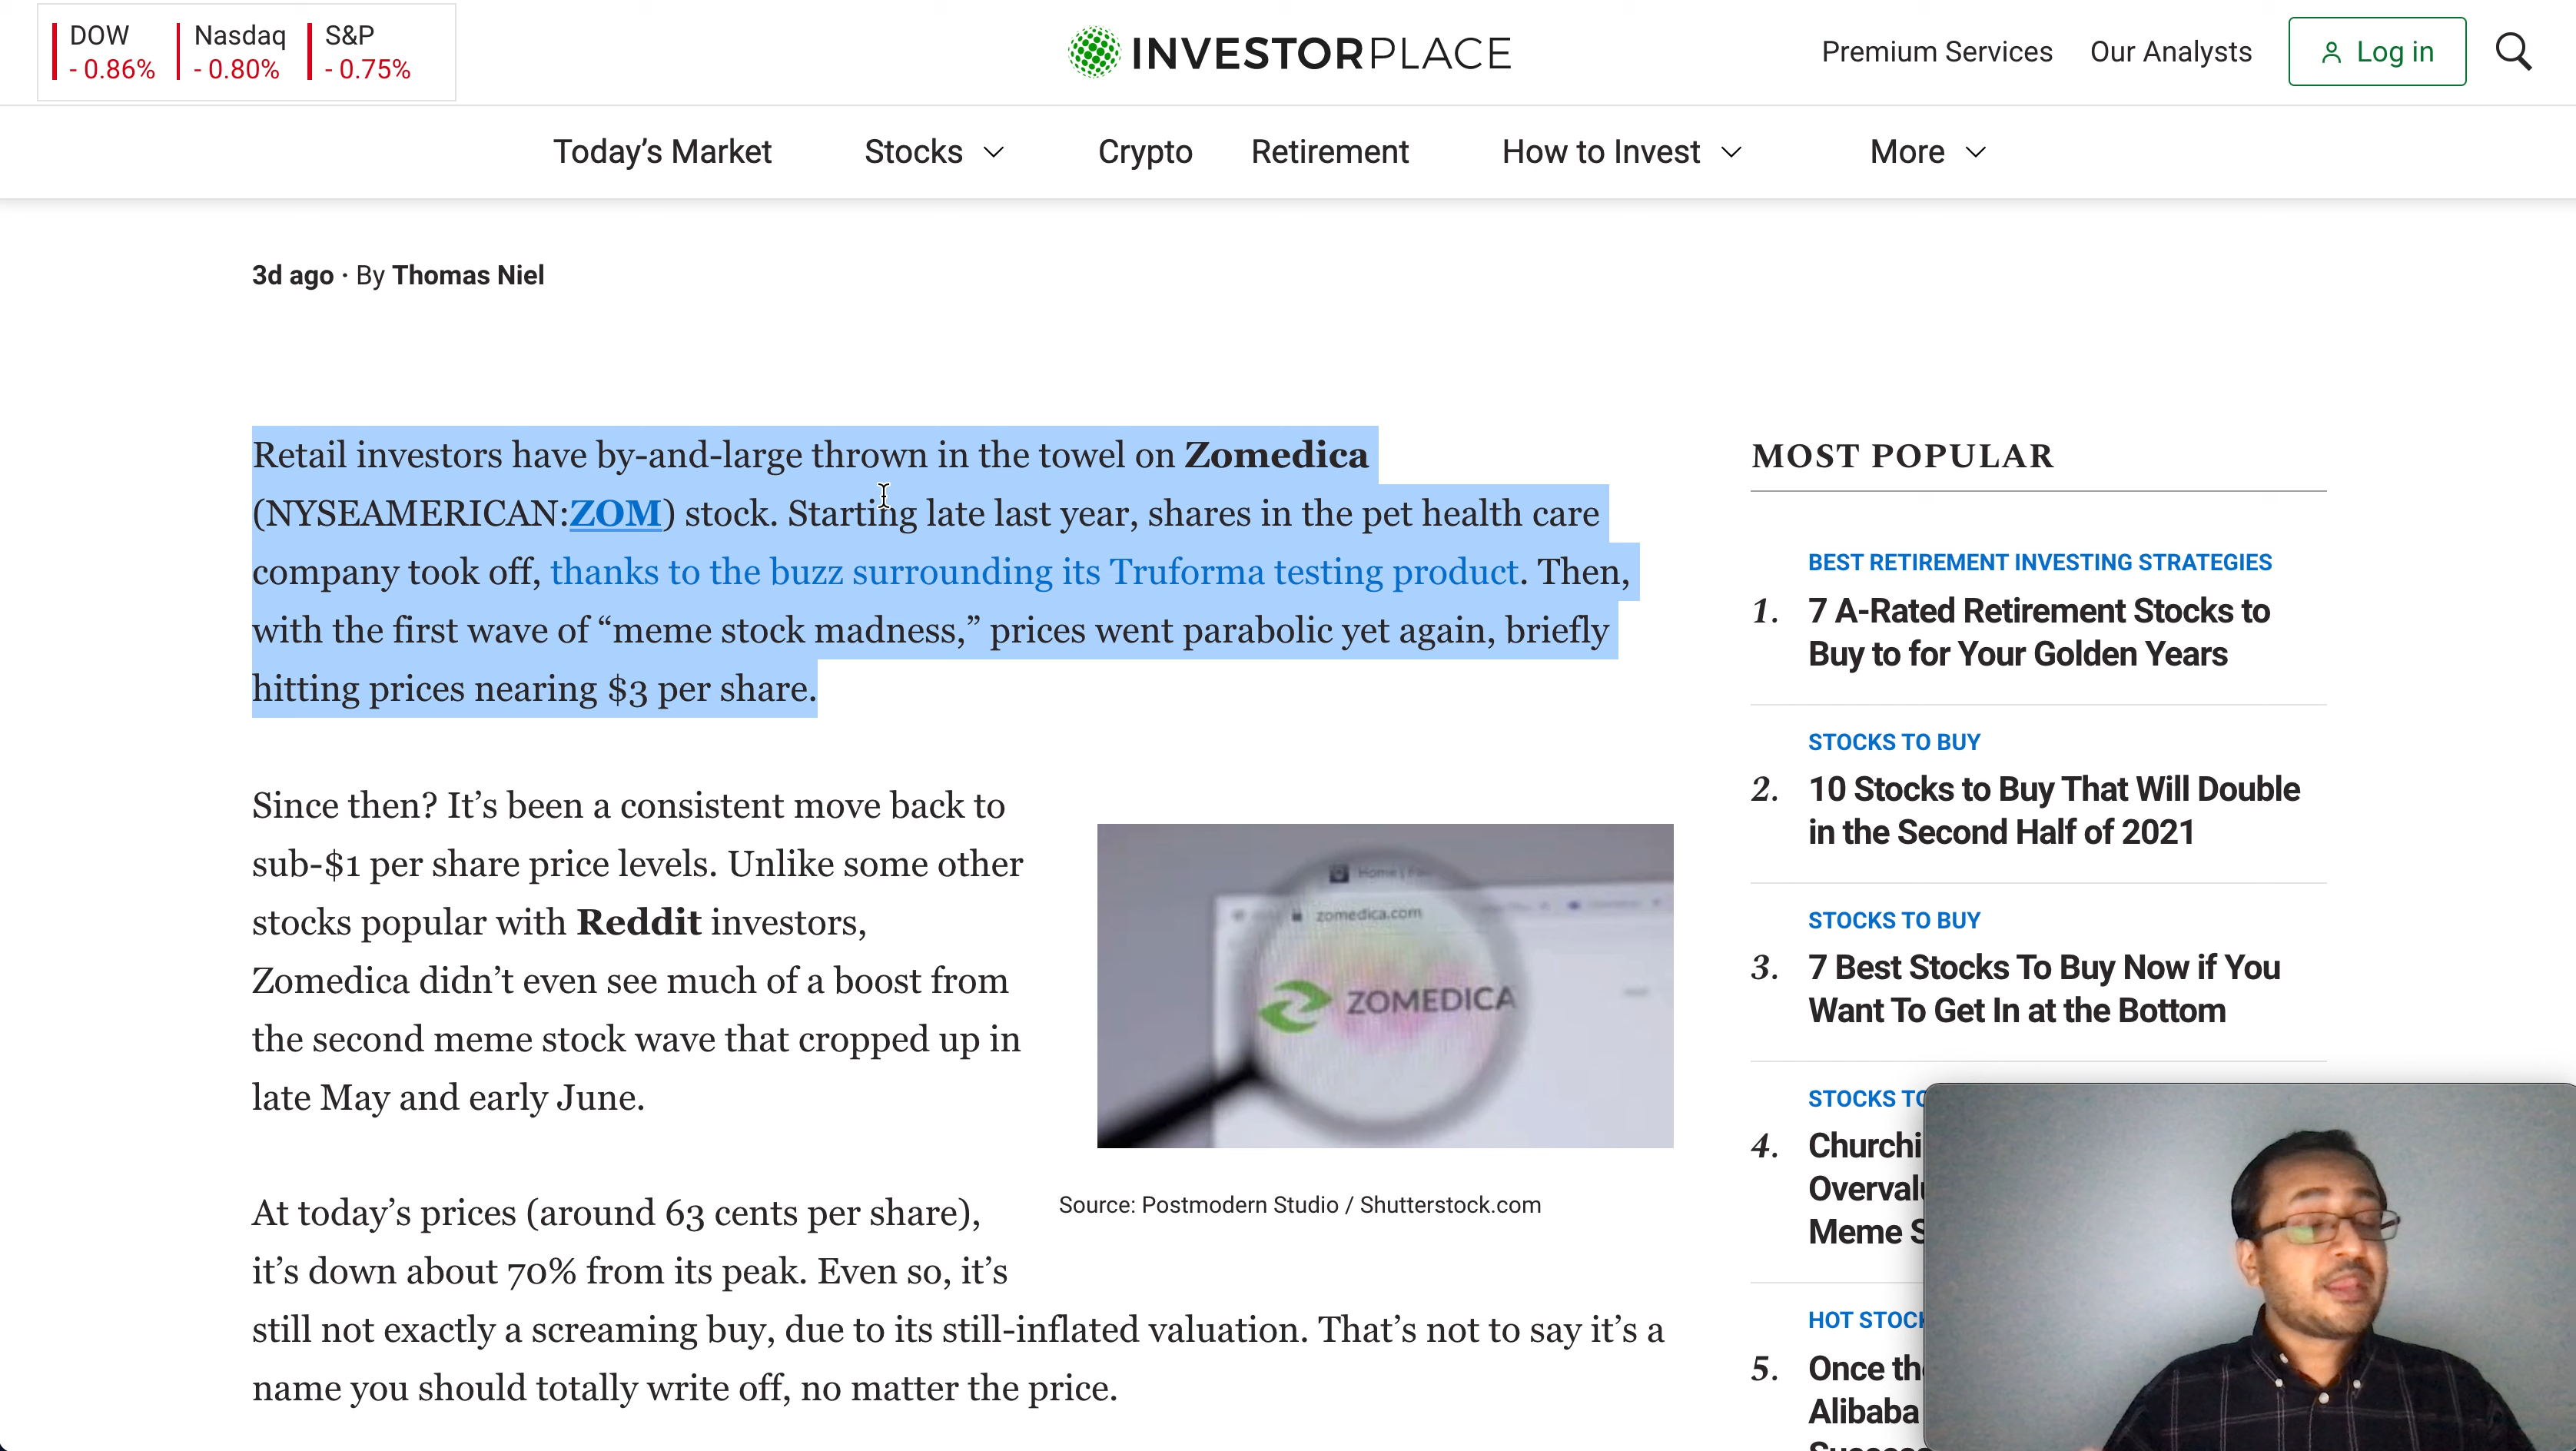 DOW
- 0.86%
Nasdaq
- 0.80%
S&P
- 0.75%
INVESTORPLACE
Premium Services
Our Analysts
Log in
Today’s Market
Stocks
Crypto
Retirement
How to Invest
More
3d ago · By Thomas Niel
Retail investors have by-and-large thrown in the towel on Zomedica
(NYSEAMERICAN:ZOM) stock. Starting late last year, shares in the pet health care
company took off, thanks to the buzz surrounding its Truforma testing product. Then,
with the first wave of “meme stock madness,” prices went parabolic yet again, briefly
hitting prices nearing $3 per share.
Since then? It’s been a consistent move back to
sub-$1 per share price levels. Unlike some other
stocks popular with Reddit investors,
Zomedica didn’t even see much of a boost from
the second meme stock wave that cropped up in
late May and early June.
Home
zomedica.com
ZOMEDICA
Source: Postmodern Studio / Shutterstock.com
At today’s prices (around 63 cents per share),
it’s down about 70% from its peak. Even so, it’s
still not exactly a screaming buy, due to its still-inflated valuation. That’s not to say it’s a
name you should totally write off, no matter the price.
MOST POPULAR
BEST RETIREMENT INVESTING STRATEGIES
1. 7 A-Rated Retirement Stocks to
Buy to for Your Golden Years
STOCKS TO BUY
2. 10 Stocks to Buy That Will Double
in the Second Half of 2021
STOCKS TO BUY
3. 7 Best Stocks To Buy Now if You
Want To Get In at the Bottom
STOCKS
4.
Meme
HOT
5. Once
Alibaba